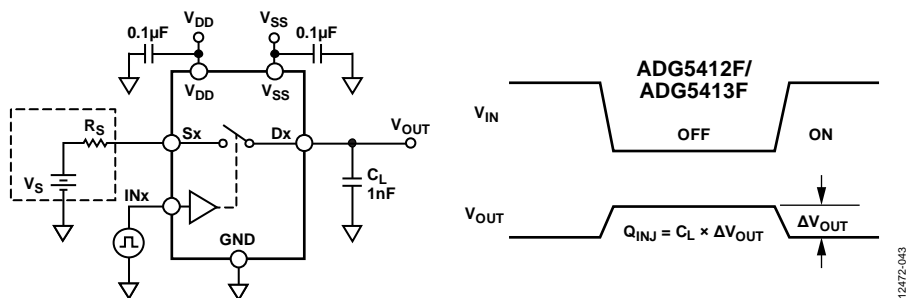 VDD
VSS
0.1µF
0.1µF
VDD
VSS
ADG5412F/
ADG5413F
VIN
OFF
ON
RS
Sx
Dx
VOUT
VS
CL
1nF
INx
GND
VOUT
QINJ = CL × ΔVOUT
ΔVOUT
12472-043